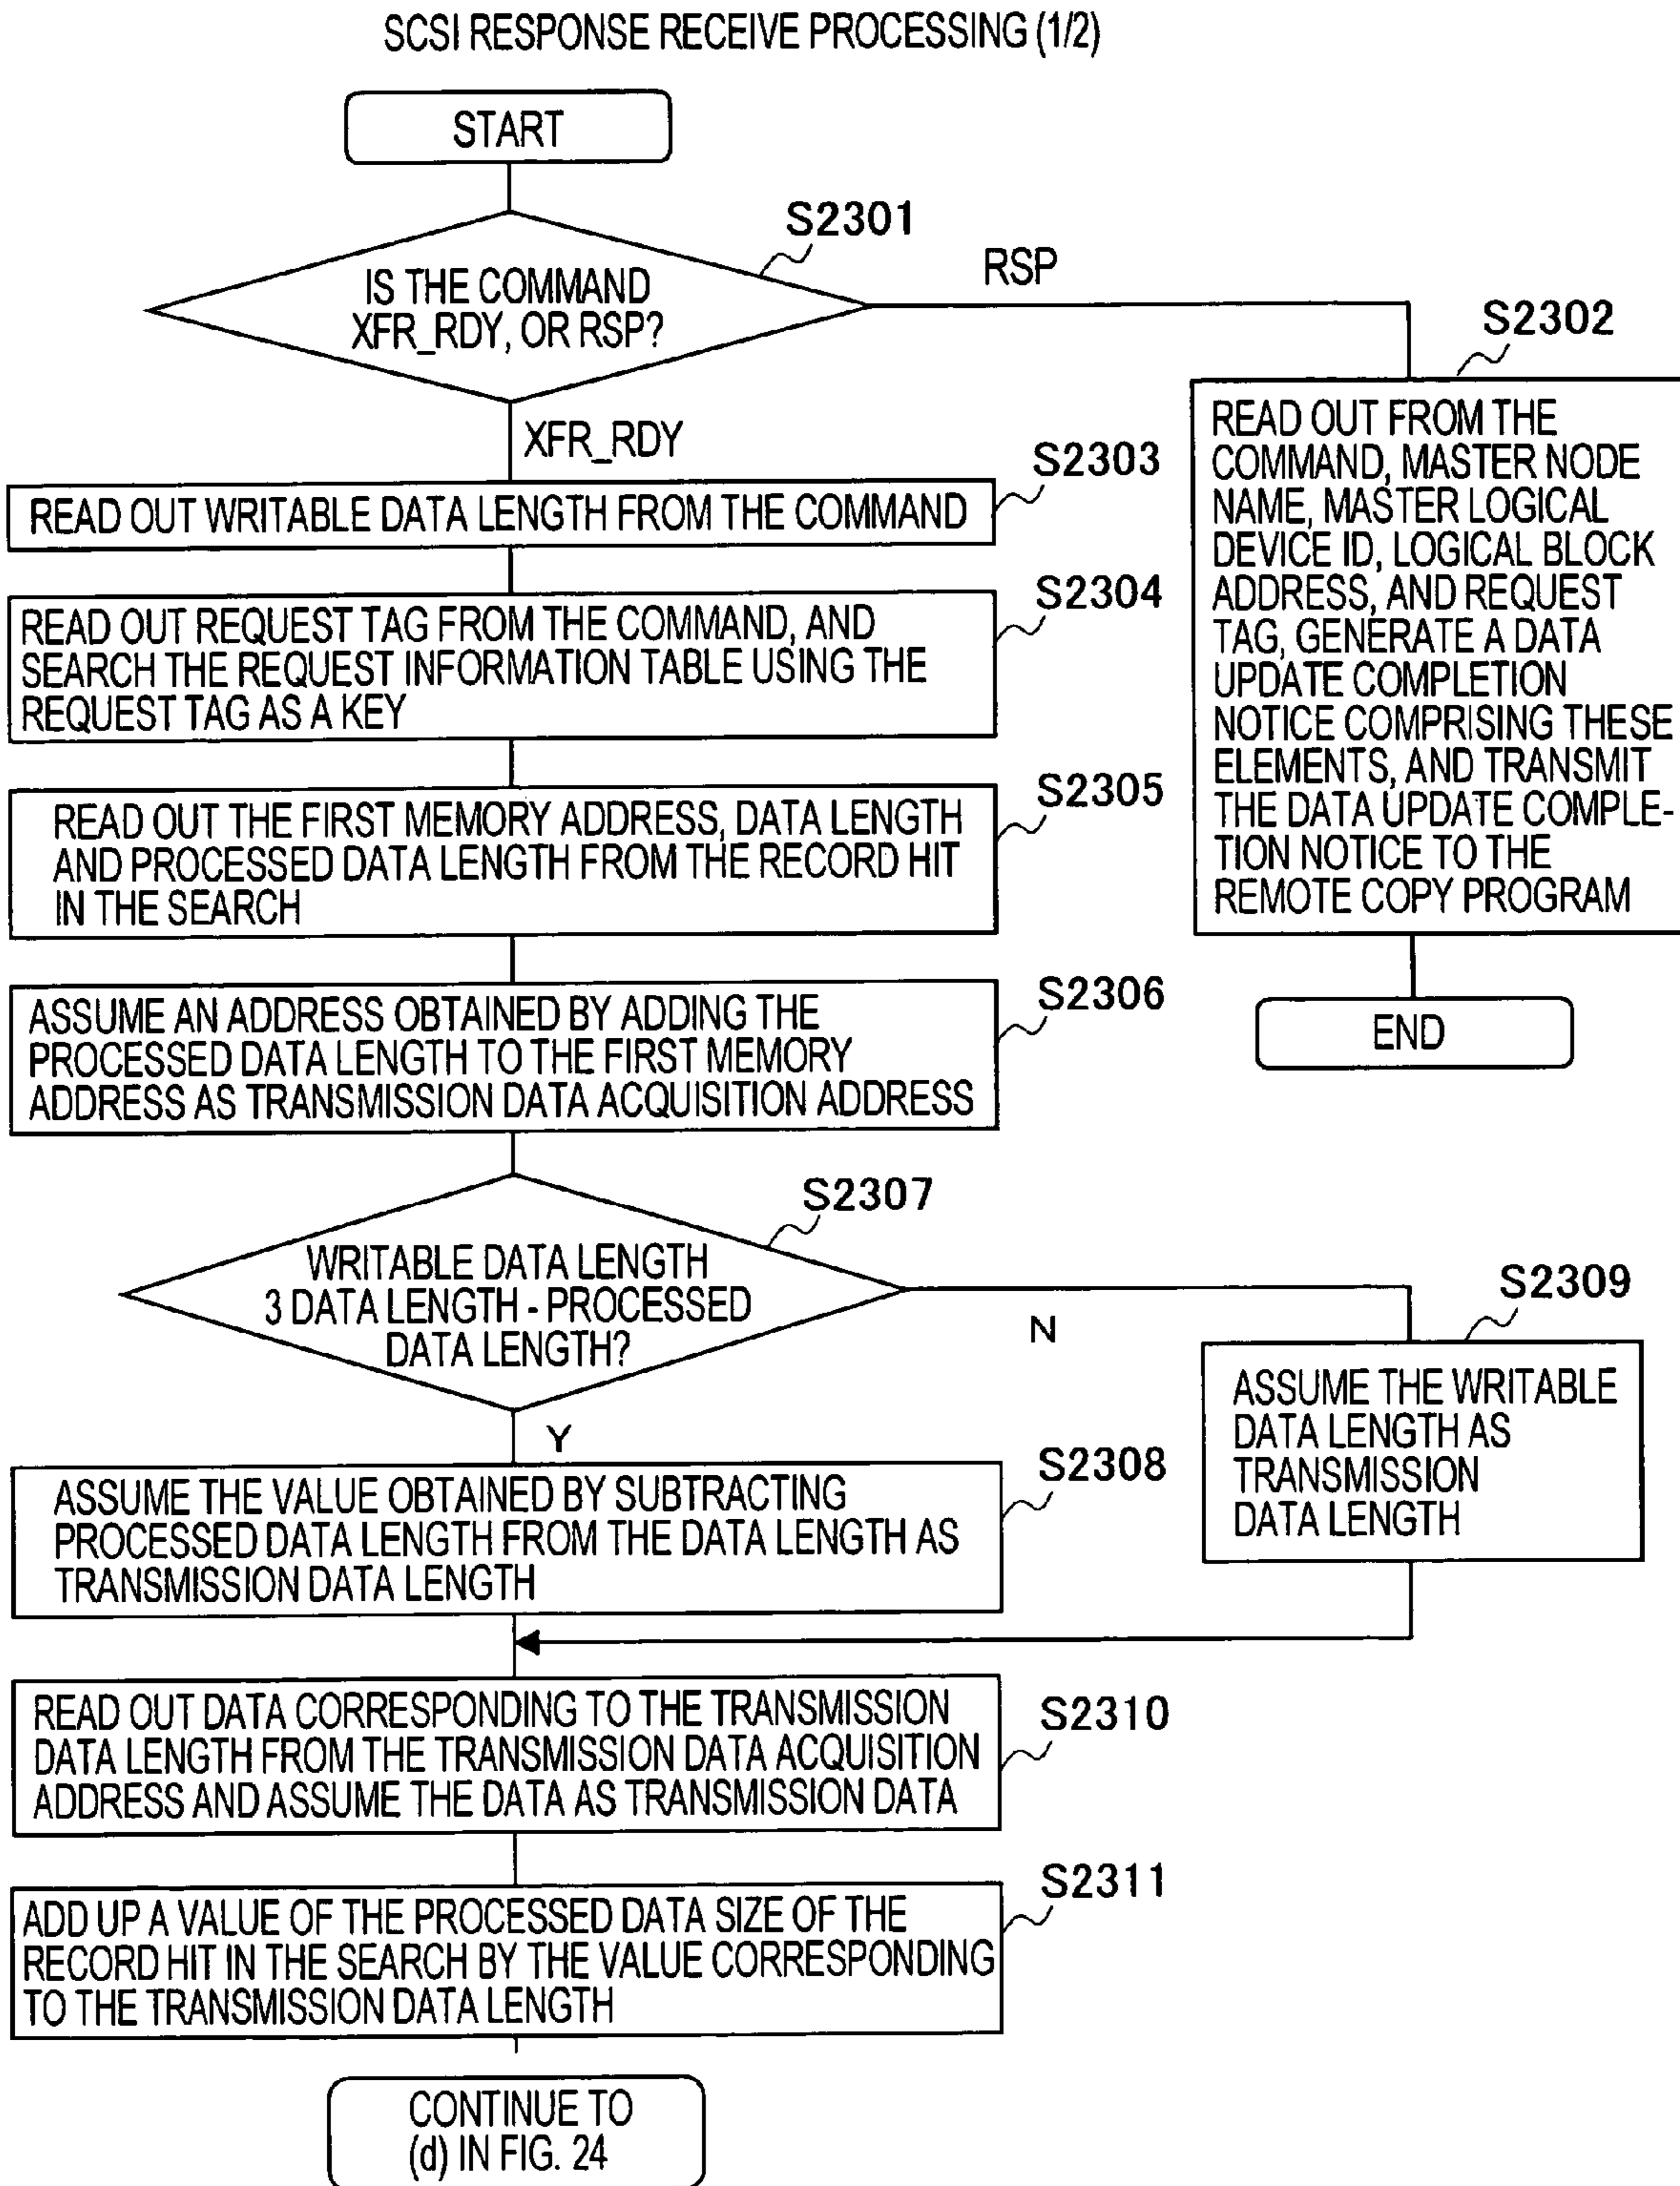 SCSI RESPONSE RECEIVE PROCESSING (1/2)
START
S2301
IS THE COMMAND
XFR_RDY, OR RSP?
RSP
S2302
READ OUT FROM THE
COMMAND, MASTER NODE
NAME, MASTER LOGICAL
DEVICE ID, LOGICAL BLOCK
ADDRESS, AND REQUEST
TAG, GENERATE A DATA
UPDATE COMPLETION
NOTICE COMPRISING THESE
ELEMENTS, AND TRANSMIT
THE DATA UPDATE COMPLE-
TION NOTICE TO THE
REMOTE COPY PROGRAM
END
XFR_RDY
S2303
READ OUT WRITABLE DATA LENGTH FROM THE COMMAND
S2304
READ OUT REQUEST TAG FROM THE COMMAND, AND
SEARCH THE REQUEST INFORMATION TABLE USING THE
REQUEST TAG AS A KEY
S2305
READ OUT THE FIRST MEMORY ADDRESS, DATA LENGTH
AND PROCESSED DATA LENGTH FROM THE RECORD HIT
IN THE SEARCH
S2306
ASSUME AN ADDRESS OBTAINED BY ADDING THE
PROCESSED DATA LENGTH TO THE FIRST MEMORY
ADDRESS AS TRANSMISSION DATA ACQUISITION ADDRESS
S2307
WRITABLE DATA LENGTH
3 DATA LENGTH - PROCESSED
DATA LENGTH?
N
S2309
ASSUME THE WRITABLE
DATA LENGTH AS
TRANSMISSION
DATA LENGTH
Y
S2308
ASSUME THE VALUE OBTAINED BY SUBTRACTING
PROCESSED DATA LENGTH FROM THE DATA LENGTH AS
TRANSMISSION DATA LENGTH
S2310
READ OUT DATA CORRESPONDING TO THE TRANSMISSION
DATA LENGTH FROM THE TRANSMISSION DATA ACQUISITION
ADDRESS AND ASSUME THE DATA AS TRANSMISSION DATA
S2311
ADD UP A VALUE OF THE PROCESSED DATA SIZE OF THE
RECORD HIT IN THE SEARCH BY THE VALUE CORRESPONDING
TO THE TRANSMISSION DATA LENGTH
CONTINUE TO
(d) IN FIG. 24